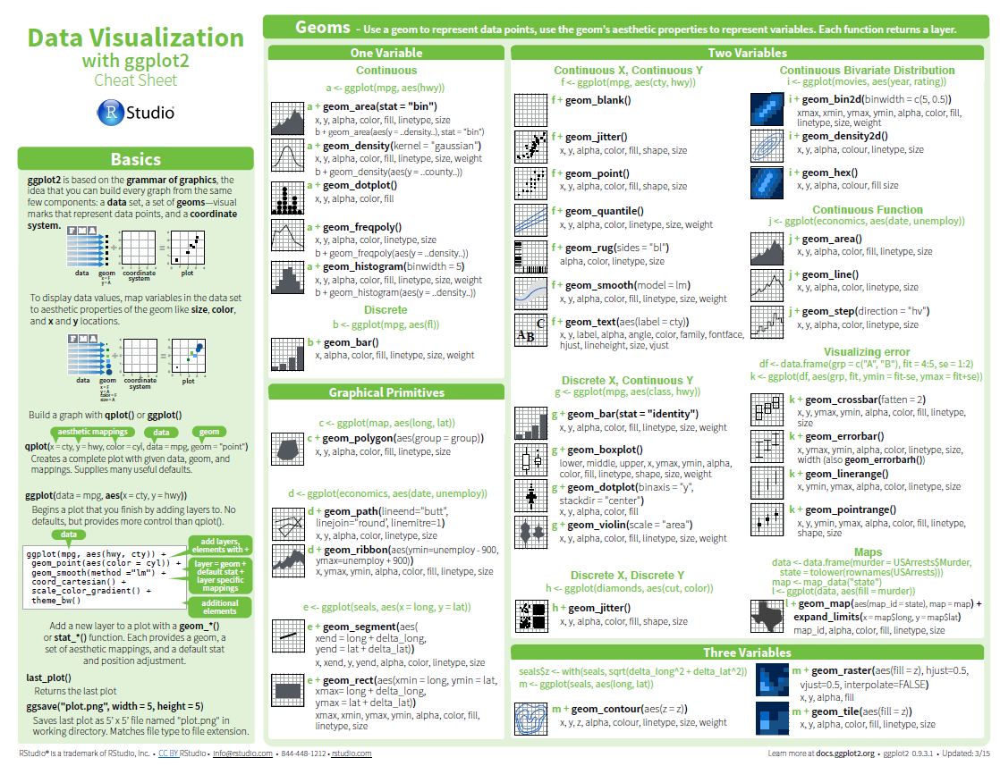 Data Visualization
with ggplot2
Cheat Sheet
R Studio®
Basics
ggplot2 is based on the grammar of graphics, the
idea that you can build every graph from the same
few components: a data set, a set of geoms—visual
marks that represent data points, and a coordinate
system.
F M A
data geom coordinate system plot
x = F
y = A
To display data values, map variables in the data set
to aesthetic properties of the geom like size, color,
and x and y locations.
F M A
data geom coordinate system plot
x = F
y = A
color = F
size = A
Build a graph with qplot() or ggplot()
aesthetic mappings data geom
qplot(x = cty, y = hwy, color = cyl, data = mpg, geom = "point")
Creates a complete plot with given data, geom, and
mappings. Supplies many useful defaults.
ggplot(data = mpg, aes(x = cty, y = hwy))
Begins a plot that you finish by adding layers to. No
defaults, but provides more control than qplot().
data
ggplot(mpg, aes(hwy, cty)) +
geom_point(aes(color = cyl)) +
geom_smooth(method ="lm") +
coord_cartesian() +
scale_color_gradient() +
theme_bw()
add layers,
elements with +
layer = geom +
default stat +
layer specific
mappings
additional
elements
Add a new layer to a plot with a geom_*()
or stat_*() function. Each provides a geom, a
set of aesthetic mappings, and a default stat
and position adjustment.
last_plot()
Returns the last plot
ggsave("plot.png", width = 5, height = 5)
Saves last plot as 5' x 5' file named "plot.png" in
working directory. Matches file type to file extension.
Geoms - Use a geom to represent data points, use the geom's aesthetic properties to represent variables. Each function returns a layer.
One Variable
Continuous
a <- ggplot(mpg, aes(hwy))
a + geom_area(stat = "bin")
x, y, alpha, color, fill, linetype, size
b + geom_area(aes(y = ..density..), stat = "bin")
a + geom_density(kernel = "gaussian")
x, y, alpha, color, fill, linetype, size, weight
b + geom_density(aes(y = ..county..))
a + geom_dotplot()
x, y, alpha, color, fill
a + geom_freqpoly()
x, y, alpha, color, linetype, size
b + geom_freqpoly(aes(y = ..density..))
a + geom_histogram(binwidth = 5)
x, y, alpha, color, fill, linetype, size, weight
b + geom_histogram(aes(y = ..density..))
Discrete
b <- ggplot(mpg, aes(fl))
b + geom_bar()
x, alpha, color, fill, linetype, size, weight
Graphical Primitives
c <- ggplot(map, aes(long, lat))
c + geom_polygon(aes(group = group))
x, y, alpha, color, fill, linetype, size
d <- ggplot(economics, aes(date, unemploy))
d + geom_path(lineend="butt",
linejoin="round', linemitre=1)
x, y, alpha, color, linetype, size
d + geom_ribbon(aes(ymin=unemploy - 900,
ymax=unemploy + 900))
x, ymax, ymin, alpha, color, fill, linetype, size
e <- ggplot(seals, aes(x = long, y = lat))
e + geom_segment(aes(
xend = long + delta_long,
yend = lat + delta_lat))
x, xend, y, yend, alpha, color, linetype, size
e + geom_rect(aes(xmin = long, ymin = lat,
xmax= long + delta_long,
ymax = lat + delta_lat))
xmax, xmin, ymax, ymin, alpha, color, fill,
linetype, size
Two Variables
Continuous X, Continuous Y
f <- ggplot(mpg, aes(cty, hwy))
f + geom_blank()
f + geom_jitter()
x, y, alpha, color, fill, shape, size
f + geom_point()
x, y, alpha, color, fill, shape, size
f + geom_quantile()
x, y, alpha, color, linetype, size, weight
f + geom_rug(sides = "bl")
alpha, color, linetype, size
f + geom_smooth(model = lm)
x, y, alpha, color, fill, linetype, size, weight
A B C
f + geom_text(aes(label = cty))
x, y, label, alpha, angle, color, family, fontface,
hjust, lineheight, size, vjust
Discrete X, Continuous Y
g <- ggplot(mpg, aes(class, hwy))
g + geom_bar(stat = "identity")
x, y, alpha, color, fill, linetype, size, weight
g + geom_boxplot()
lower, middle, upper, x, ymax, ymin, alpha,
color, fill, linetype, shape, size, weight
g + geom_dotplot(binaxis = "y",
stackdir = "center")
x, y, alpha, color, fill
g + geom_violin(scale = "area")
x, y, alpha, color, fill, linetype, size, weight
Discrete X, Discrete Y
h <- ggplot(diamonds, aes(cut, color))
h + geom_jitter()
x, y, alpha, color, fill, shape, size
Continuous Bivariate Distribution
i <- ggplot(movies, aes(year, rating))
i + geom_bin2d(binwidth = c(5, 0.5))
xmax, xmin, ymax, ymin, alpha, color, fill,
linetype, size, weight
i + geom_density2d()
x, y, alpha, colour, linetype, size
i + geom_hex()
x, y, alpha, colour, fill size
Continuous Function
j <- ggplot(economics, aes(date, unemploy))
j + geom_area()
x, y, alpha, color, fill, linetype, size
j + geom_line()
x, y, alpha, color, linetype, size
j + geom_step(direction = "hv")
x, y, alpha, color, linetype, size
Visualizing error
df <- data.frame(grp = c("A", "B"), fit = 4:5, se = 1:2)
k <- ggplot(df, aes(grp, fit, ymin = fit-se, ymax = fit+se))
k + geom_crossbar(fatten = 2)
x, y, ymax, ymin, alpha, color, fill, linetype,
size
k + geom_errorbar()
x, ymax, ymin, alpha, color, linetype, size,
width (also geom_errorbarh())
k + geom_linerange()
x, ymin, ymax, alpha, color, linetype, size
k + geom_pointrange()
x, y, ymin, ymax, alpha, color, fill, linetype,
shape, size
Maps
data <- data.frame(murder = USArrests$Murder,
state = tolower(rownames(USArrests)))
map <- map_data("state")
l <- ggplot(data, aes(fill = murder))
l + geom_map(aes(map_id = state), map = map) +
expand_limits(x = map$long, y = map$lat)
map_id, alpha, color, fill, linetype, size
Three Variables
seals$z <- with(seals, sqrt(delta_long^2 + delta_lat^2))
m <- ggplot(seals, aes(long, lat))
m + geom_contour(aes(z = z))
x, y, z, alpha, colour, linetype, size, weight
m + geom_raster(aes(fill = z), hjust=0.5,
vjust=0.5, interpolate=FALSE)
x, y, alpha, fill
m + geom_tile(aes(fill = z))
x, y, alpha, color, fill, linetype, size
RStudio® is a trademark of RStudio, Inc. • CC BY RStudio • info@rstudio.com • 844-448-1212 • rstudio.com
Learn more at docs.ggplot2.org • ggplot2 0.9.3.1 • Updated: 3/15